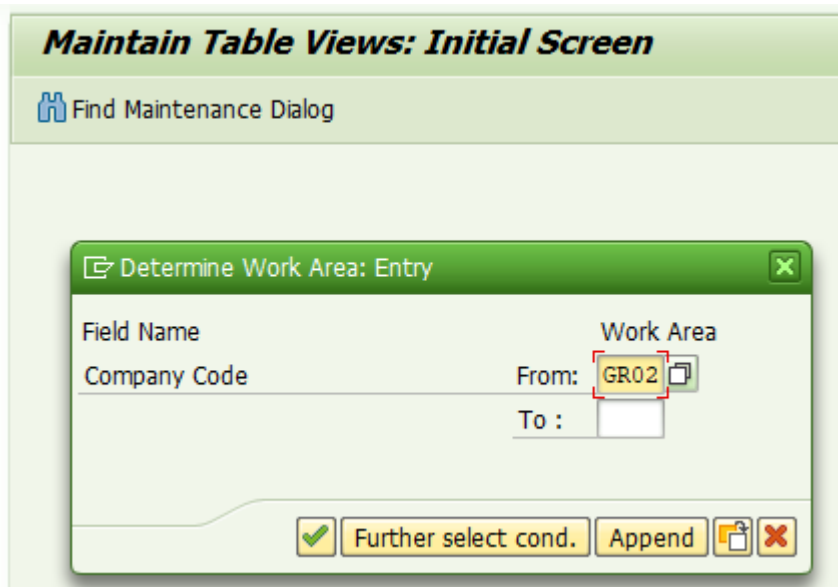 Maintain Table Views: Initial Screen
Find Maintenance Dialog
Determine Work Area: Entry
Field Name Work Area
Company Code From: GR02
To :
Further select cond. Append